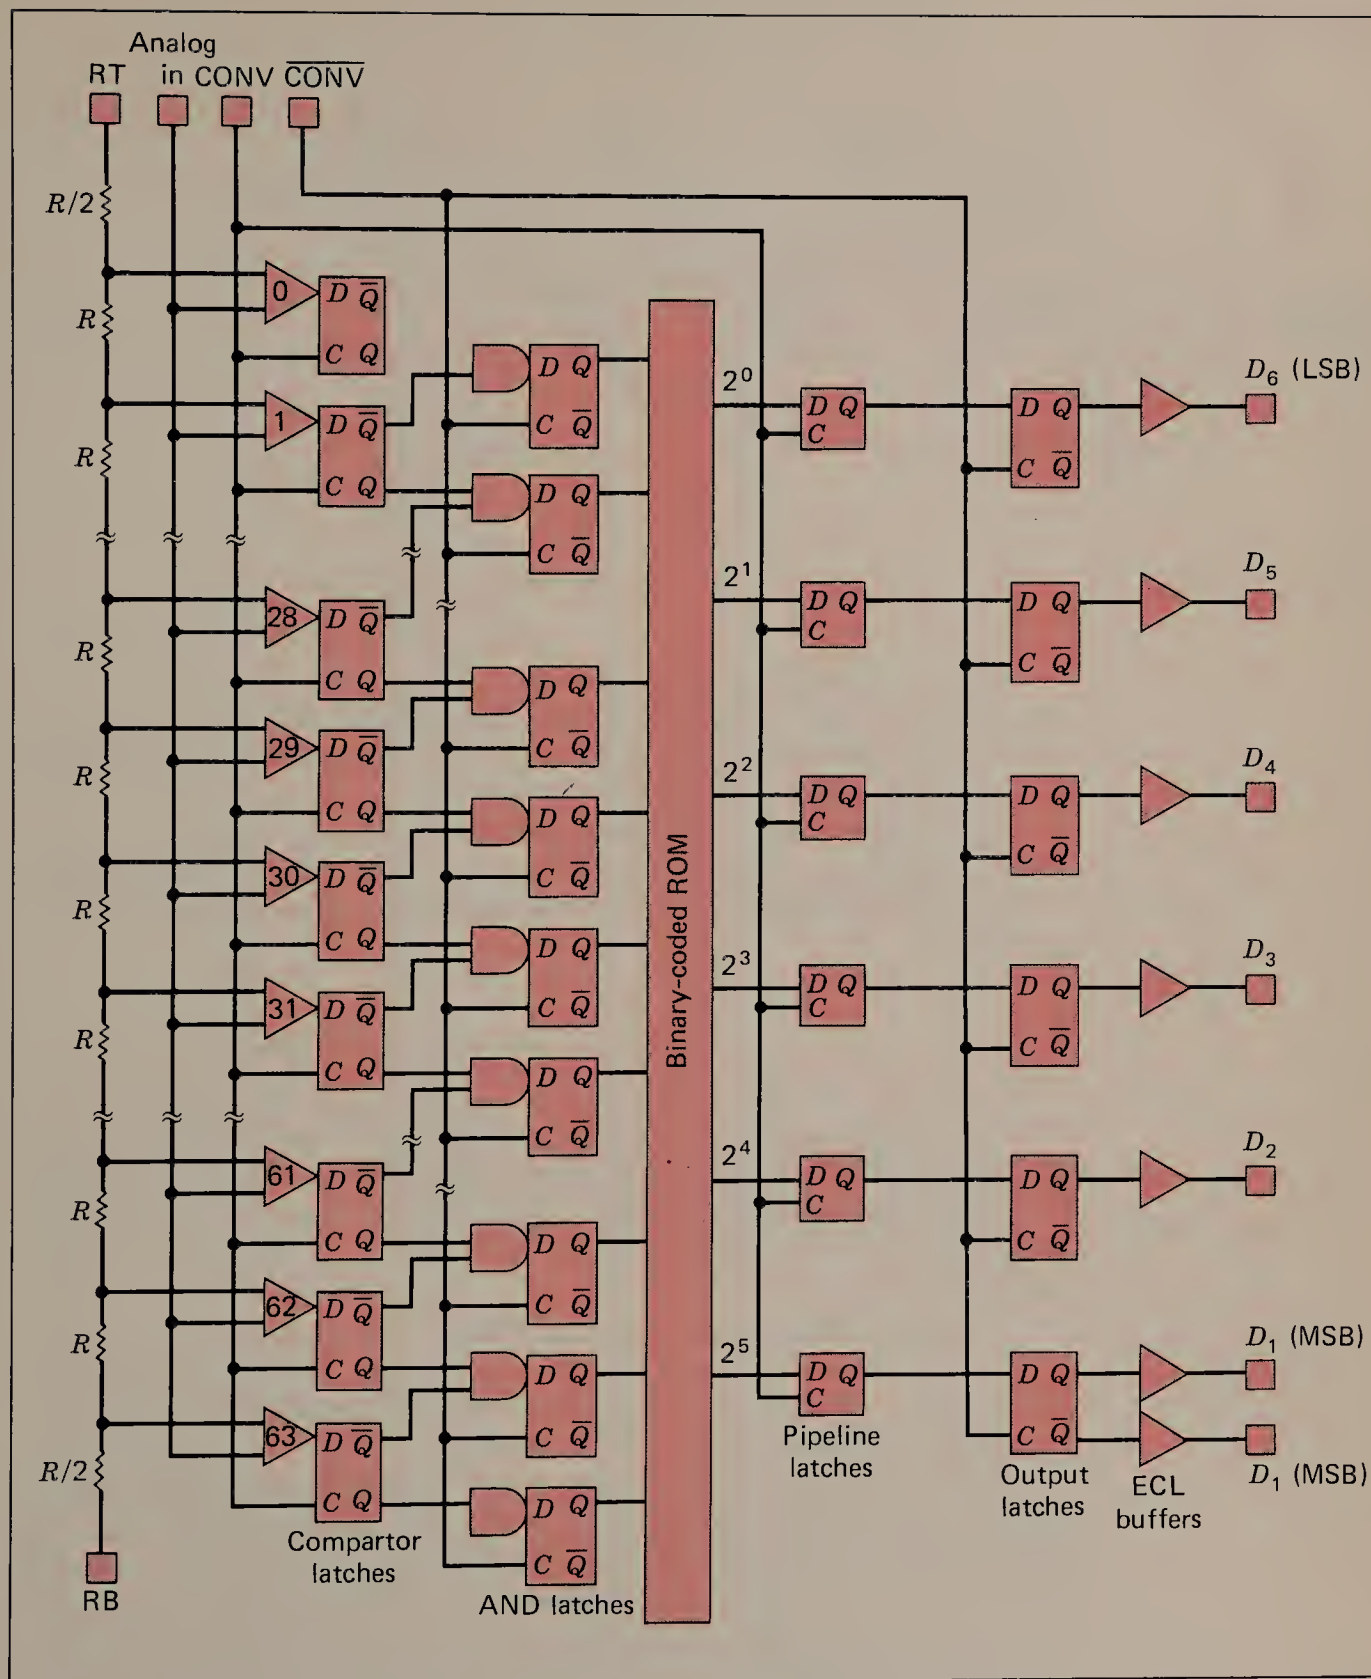 Analog
RT in CONV C̅O̅N̅V̅
R/2
0 D Q̅
R
C Q
D Q
2⁰
D₆ (LSB)
1 D Q̅
D Q
D Q
C Q̅
C
R
C Q
D Q
C Q̅
C Q̅
2¹
D₅
28 D Q̅
D Q
D Q
C
R
C Q
D Q
C Q̅
29 D Q̅
C Q̅
2²
D₄
R
D Q
D Q
C Q
D Q
C
Binary-coded ROM
30 D Q̅
C Q̅
C Q̅
R
C Q
D Q
2³
D₃
31 D Q̅
C Q̅
D Q
D Q
C
R
C Q
D Q
C Q̅
C Q̅
2⁴
D₂
61 D Q̅
D Q
D Q
C
R
C Q
D Q
C Q̅
62 D Q̅
C Q̅
2⁵
D₁ (MSB)
R
C Q
D Q
D Q
D Q
C
63 D Q̅
C Q̅
C Q̅
Pipeline
latches
R/2
Output
latches
ECL
buffers
D₁ (MSB)
C Q
D Q
Compartor
latches
C Q̅
RB
AND latches